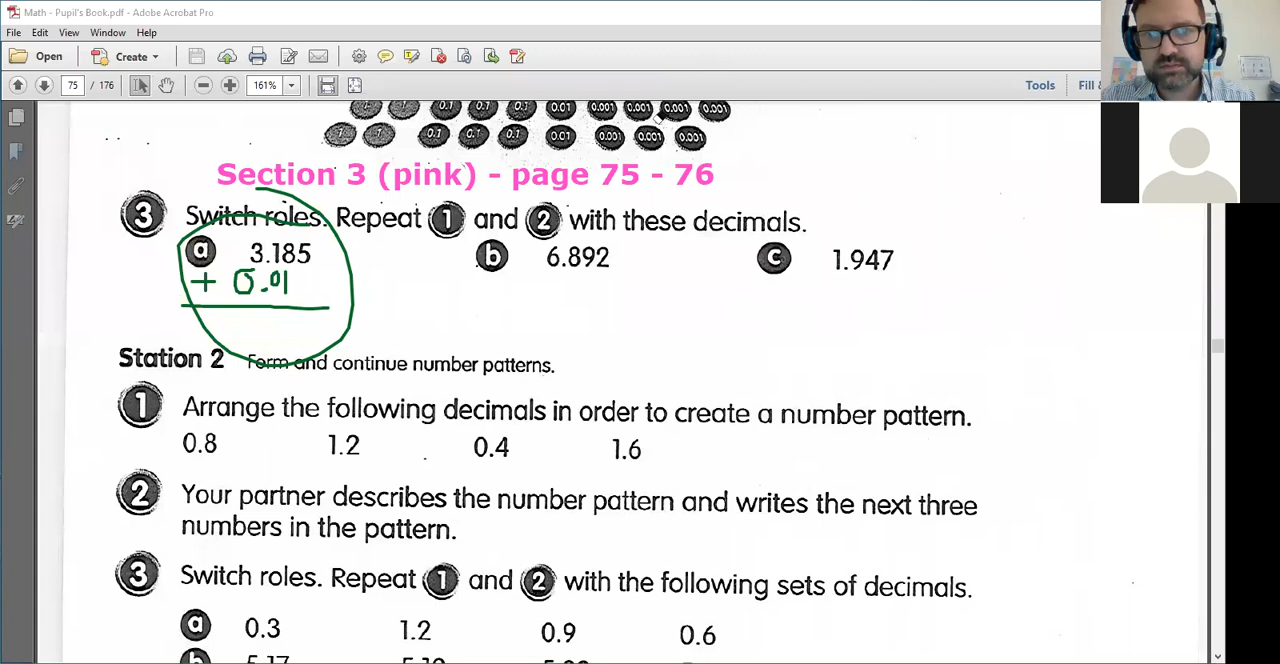 Math - Pupil's Book.pdf - Adobe Acrobat Pro
File Edit View Window Help
Open Create
75 / 176 161% Tools Fill &
1 1 0.1 0.1 0.1 0.01 0.001 0.001 0.001 0.001
1 1 0.1 0.1 0.1 0.01 0.001 0.001 0.001
Section 3 (pink) - page 75 - 76
3 Switch roles. Repeat 1 and 2 with these decimals.
a 3.185 b 6.892 c 1.947
+ 0.01
Station 2 Form and continue number patterns.
1 Arrange the following decimals in order to create a number pattern.
0.8 1.2 0.4 1.6
2 Your partner describes the number pattern and writes the next three
numbers in the pattern.
3 Switch roles. Repeat 1 and 2 with the following sets of decimals.
a 0.3 1.2 0.9 0.6